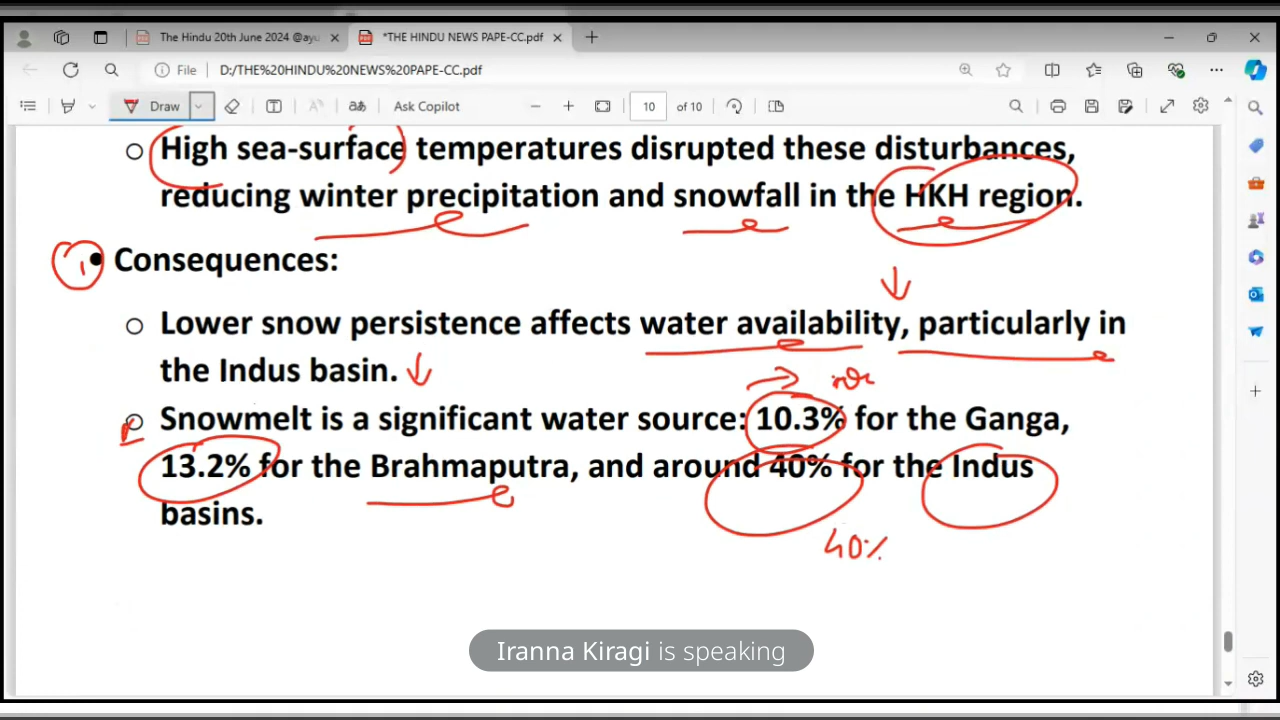 The Hindu 20th June 2024 @ayu
*THE HINDU NEWS PAPE-CC.pdf
File D:/THE%20HINDU%20NEWS%20PAPE-CC.pdf
Draw Ask Copilot 10 of 10
High sea-surface temperatures disrupted these disturbances,
reducing winter precipitation and snowfall in the HKH region.
Consequences:
Lower snow persistence affects water availability, particularly in
the Indus basin.
Snowmelt is a significant water source: 10.3% for the Ganga,
13.2% for the Brahmaputra, and around 40% for the Indus
basins.
40%
Iranna Kiragi is speaking